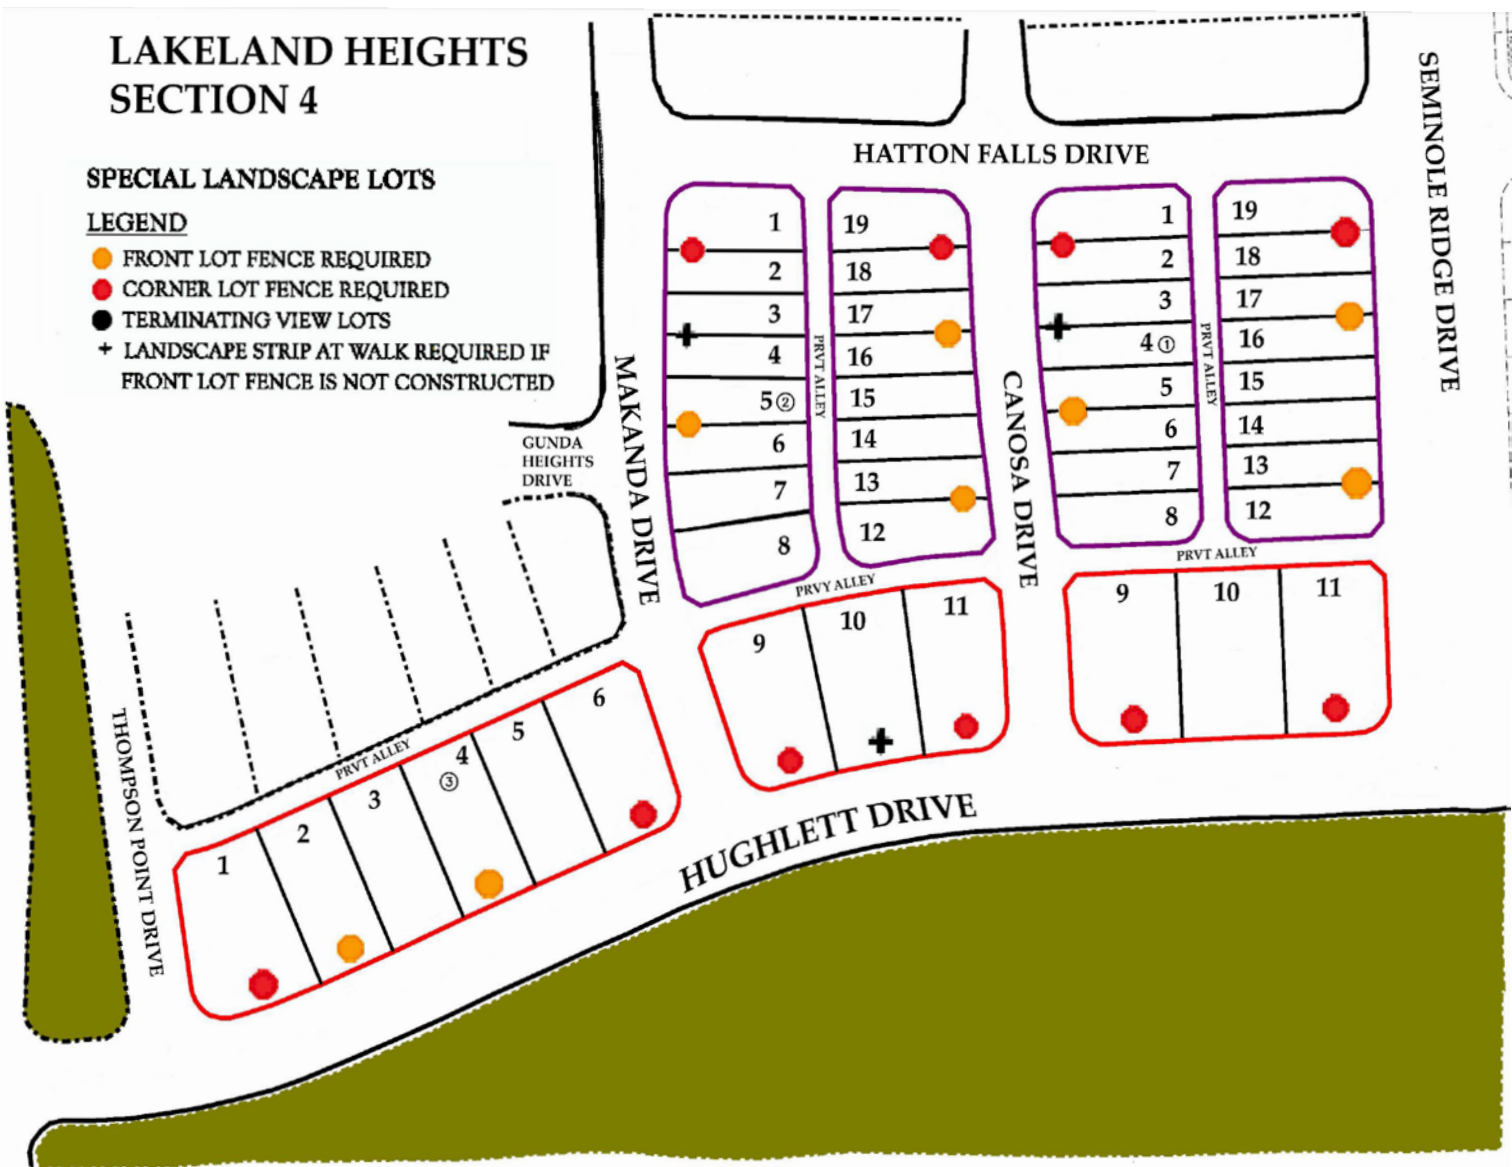 LAKELAND HEIGHTS
SECTION 4
SPECIAL LANDSCAPE LOTS
LEGEND
FRONT LOT FENCE REQUIRED
CORNER LOT FENCE REQUIRED
TERMINATING VIEW LOTS
+ LANDSCAPE STRIP AT WALK REQUIRED IF
FRONT LOT FENCE IS NOT CONSTRUCTED
HATTON FALLS DRIVE
SEMINOLE RIDGE DRIVE
GUNDA
HEIGHTS
DRIVE
MAKANDA DRIVE
1
2
3
4
5 ②
6
7
8
PRVT ALLEY
19
18
17
16
15
14
13
12
CANOSA DRIVE
1
2
3
4 ①
5
6
7
8
PRVT ALLEY
19
18
17
16
15
14
13
12
PRVY ALLEY
9
10
11
PRVT ALLEY
9
10
11
THOMPSON POINT DRIVE
PRVT ALLEY
1
2
3
4
③
5
6
HUGHLETT DRIVE